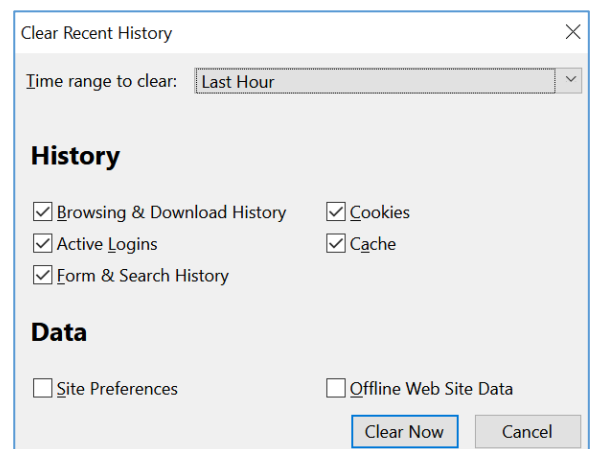 Clear Recent History
Time range to clear: Last Hour
History
Browsing & Download History Cookies
Active Logins Cache
Form & Search History
Data
Site Preferences Offline Web Site Data
Clear Now Cancel